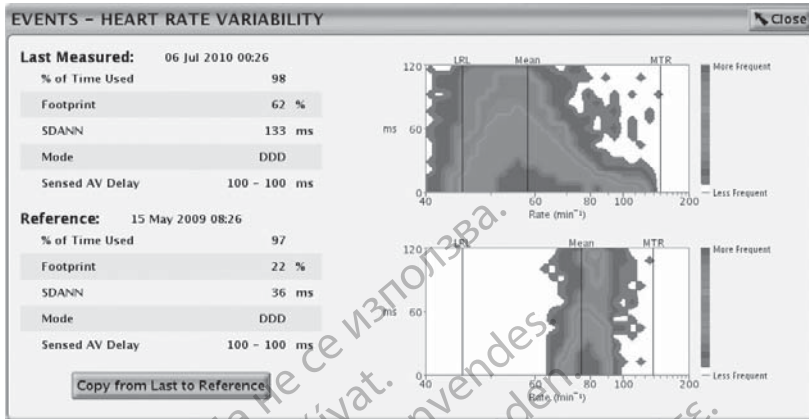 EVENTS - HEART RATE VARIABILITY
Close
Last Measured: 06 Jul 2010 00:26
% of Time Used 98
Footprint 62 %
SDANN 133 ms
Mode DDD
Sensed AV Delay 100 - 100 ms
LRL Mean MTR
More Frequent
120
ms 60
0
40 60 80 100 200
Rate (min⁻¹)
Less Frequent
Reference: 15 May 2009 08:26
% of Time Used 97
Footprint 22 %
SDANN 36 ms
Mode DDD
Sensed AV Delay 100 - 100 ms
Copy from Last to Reference
LRL Mean MTR
More Frequent
120
ms 60
0
40 60 80 100 200
Rate (min⁻¹)
Less Frequent
да не се използва.